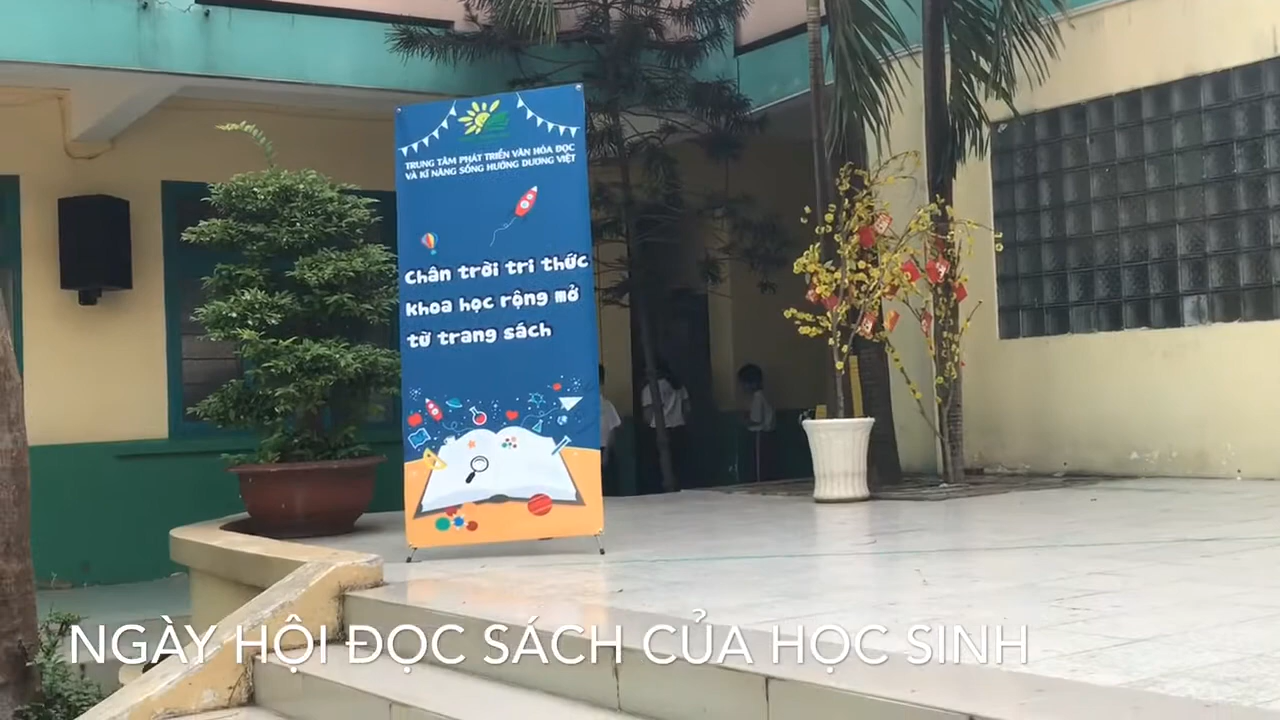 TRUNG TÂM PHÁT TRIỂN VĂN HÓA ĐỌC
VÀ KĨ NĂNG SỐNG HƯỚNG DƯƠNG VIỆT
Chân trời tri thức
khoa học rộng mở
từ trang sách
NGÀY HỘI ĐỌC SÁCH CỦA HỌC SINH